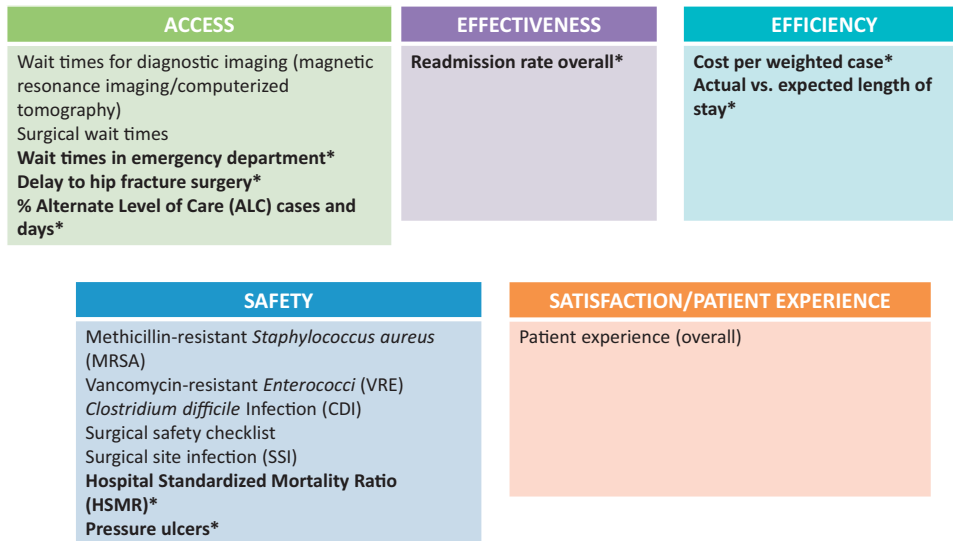 ACCESS
Wait times for diagnostic imaging (magnetic
resonance imaging/computerized
tomography)
Surgical wait times
Wait times in emergency department*
Delay to hip fracture surgery*
% Alternate Level of Care (ALC) cases and
days*
EFFECTIVENESS
Readmission rate overall*
EFFICIENCY
Cost per weighted case*
Actual vs. expected length of
stay*
SAFETY
Methicillin-resistant Staphylococcus aureus
(MRSA)
Vancomycin-resistant Enterococci (VRE)
Clostridium difficile Infection (CDI)
Surgical safety checklist
Surgical site infection (SSI)
Hospital Standardized Mortality Ratio
(HSMR)*
Pressure ulcers*
SATISFACTION/PATIENT EXPERIENCE
Patient experience (overall)